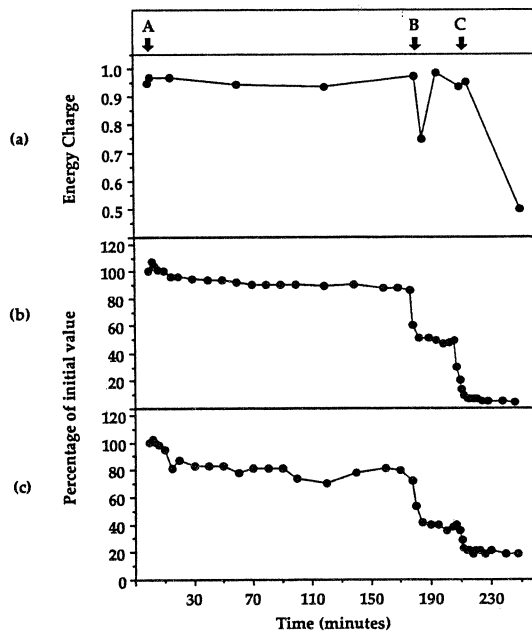 A B C
(a)
Energy Charge
1.0
0.9
0.8
0.7
0.6
0.5
(b)
120
100
80
60
40
20
Percentage of initial value
(c)
120
100
80
60
40
20
0
30 70 110 150 190 230
Time (minutes)